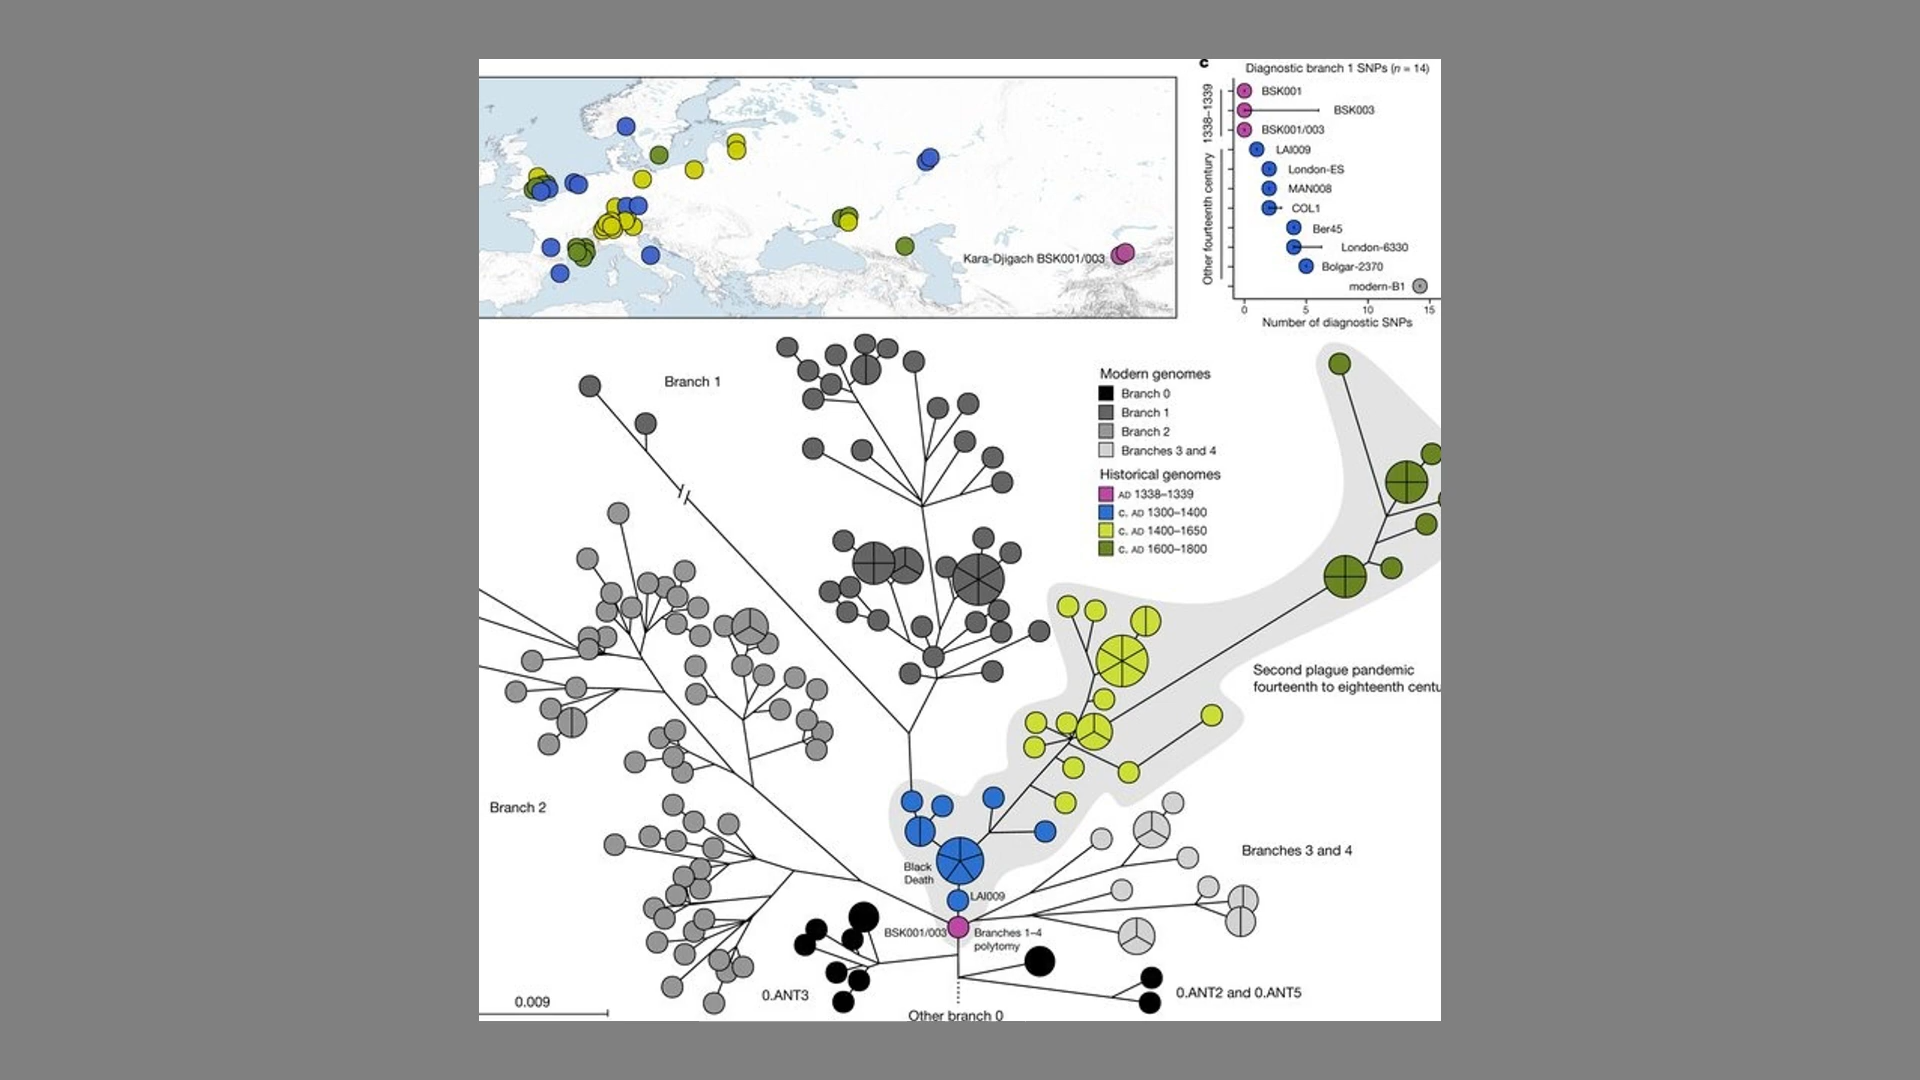 c
Diagnostic branch 1 SNPs (n = 14)
1338–1339
Other fourteenth century
BSK001
BSK003
BSK001/003
LAI009
London-ES
MAN008
COL1
Ber45
London-6330
Bolgar-2370
modern-B1
0 5 10 15
Number of diagnostic SNPs
Kara-Djigach BSK001/003
Branch 1
Modern genomes
Branch 0
Branch 1
Branch 2
Branches 3 and 4
Historical genomes
AD 1338–1339
c. AD 1300–1400
c. AD 1400–1650
c. AD 1600–1800
Second plague pandemic
fourteenth to eighteenth centu
Branch 2
Black
Death
LAI009
BSK001/003
Branches 1–4
polytomy
Branches 3 and 4
0.ANT3
0.ANT2 and 0.ANT5
0.009
Other branch 0